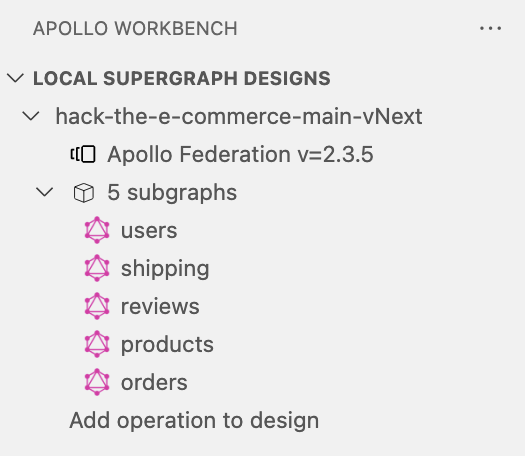 APOLLO WORKBENCH
LOCAL SUPERGRAPH DESIGNS
hack-the-e-commerce-main-vNext
Apollo Federation v=2.3.5
5 subgraphs
users
shipping
reviews
products
orders
Add operation to design